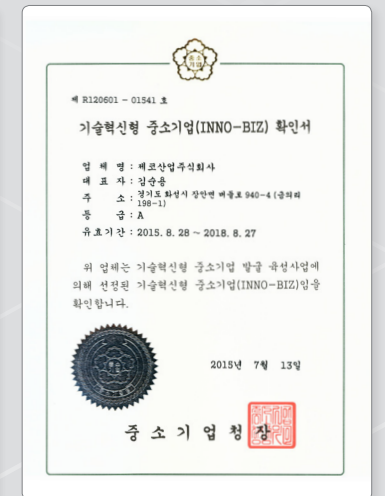 제 R120601 - 01541 호
기술혁신형 중소기업(INNO-BIZ) 확인서
업 체 명 : 제코산업주식회사
대 표 자 : 김순용
주 소 : 경기도 화성시 장안면 버들로 940-4 (금의리
198-1)
등 급 : A
유효기간 : 2015. 8. 28 ~ 2018. 8. 27
위 업체는 기술혁신형 중소기업 발굴 육성사업에
의해 선정된 기술혁신형 중소기업(INNO-BIZ)임을
확인합니다.
2015년 7월 13일
중 소 기 업 청 장